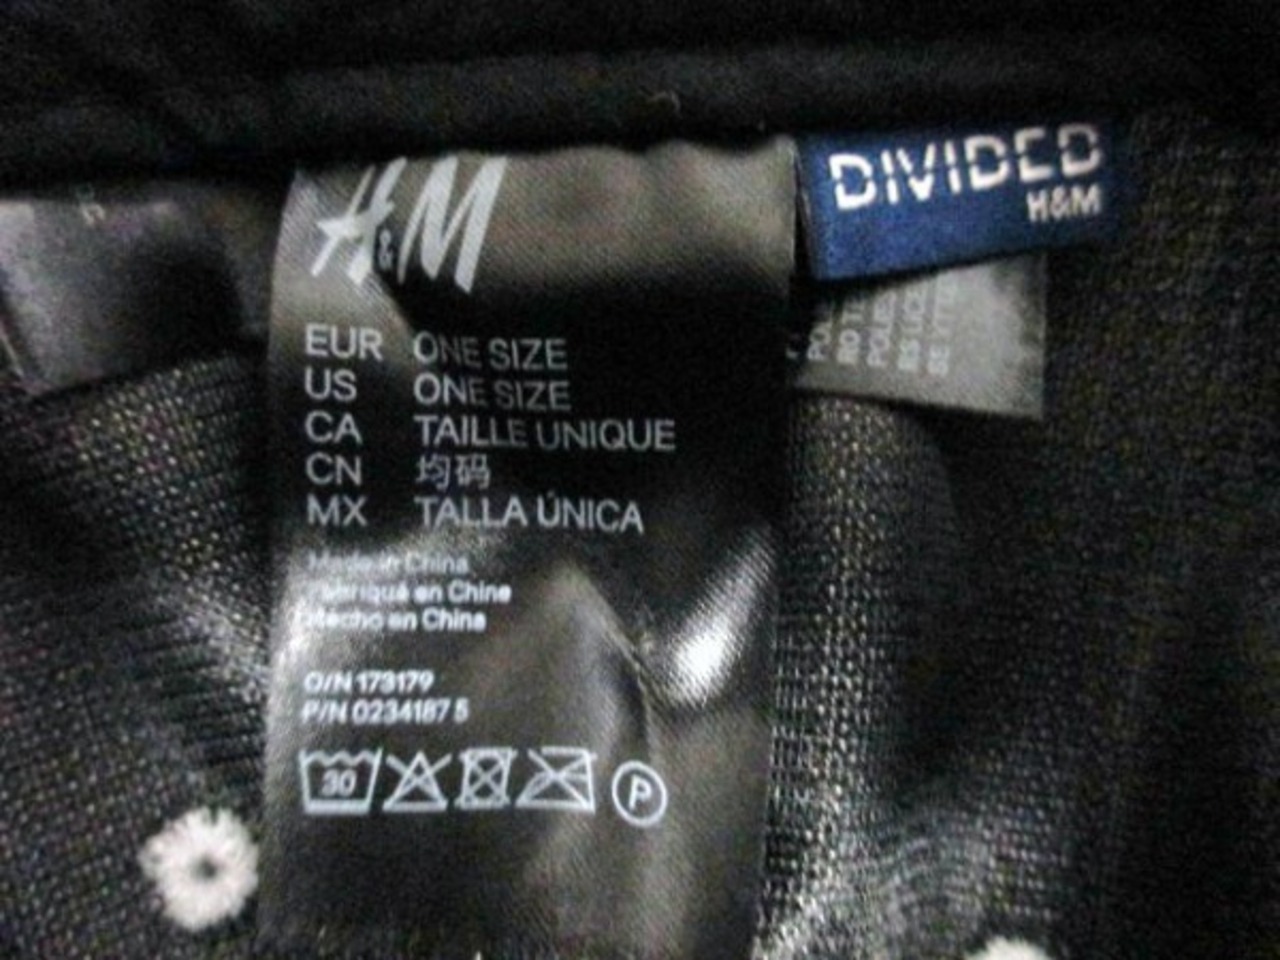 H&M
DIVIDED
H&M
EUR ONE SIZE
US ONE SIZE
CA TAILLE UNIQUE
CN 均码
MX TALLA ÚNICA
Made in China
Fabriqué en Chine
Hecho en China
O/N 173179
P/N 0234187 5
30
P